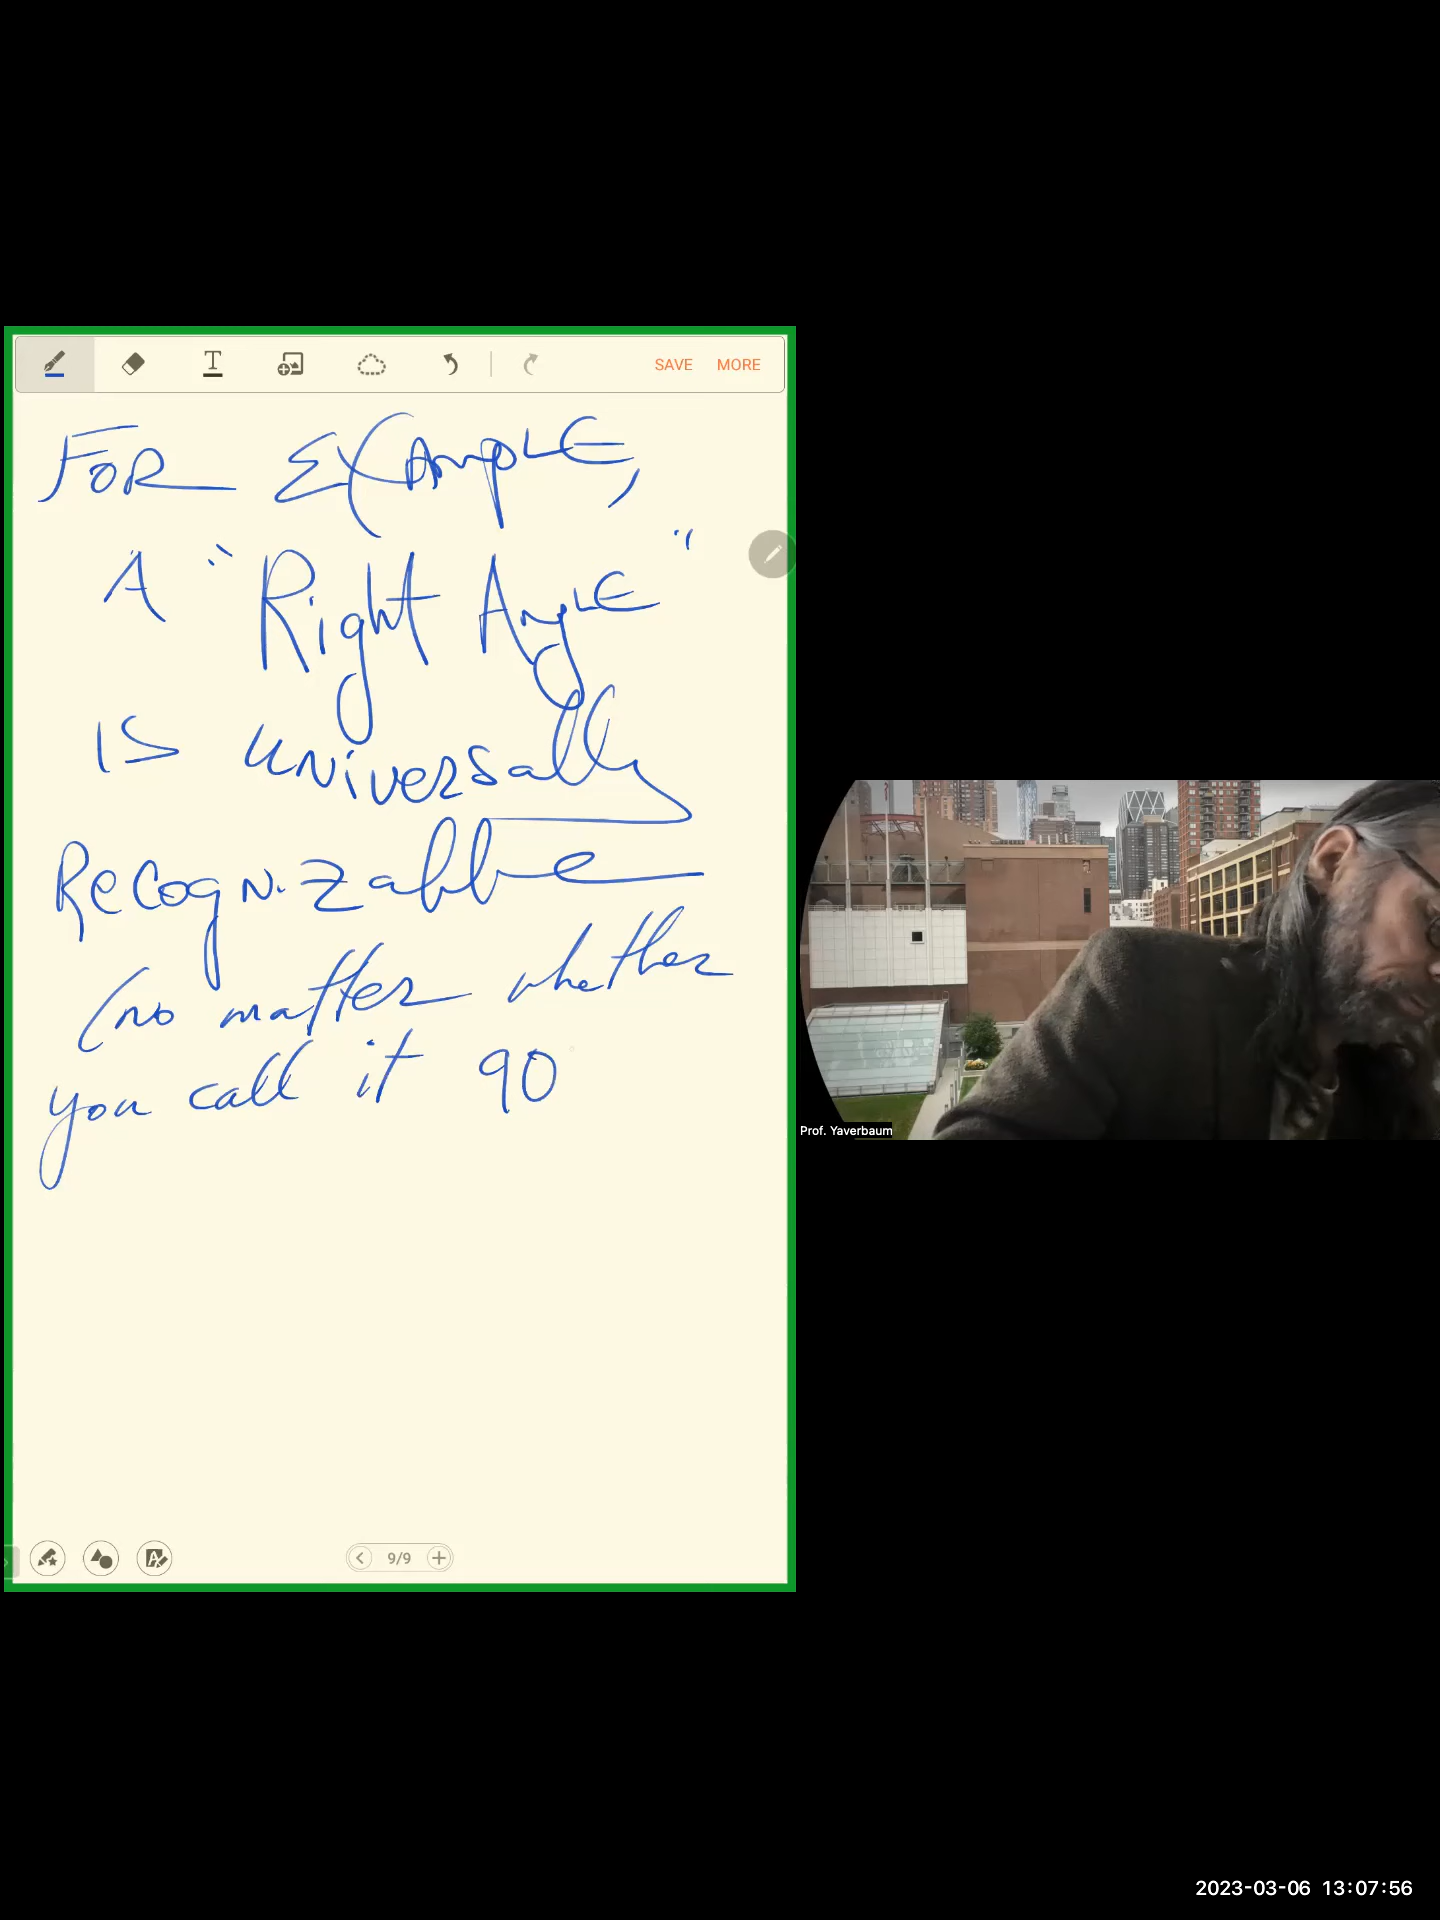 SAVE MORE
FOR EXAMPLE,
A "Right AngLE"
IS universally
Recognizable
(no matter whether
you call it 90
9/9
Prof. Yaverbaum
2023-03-06 13:07:56